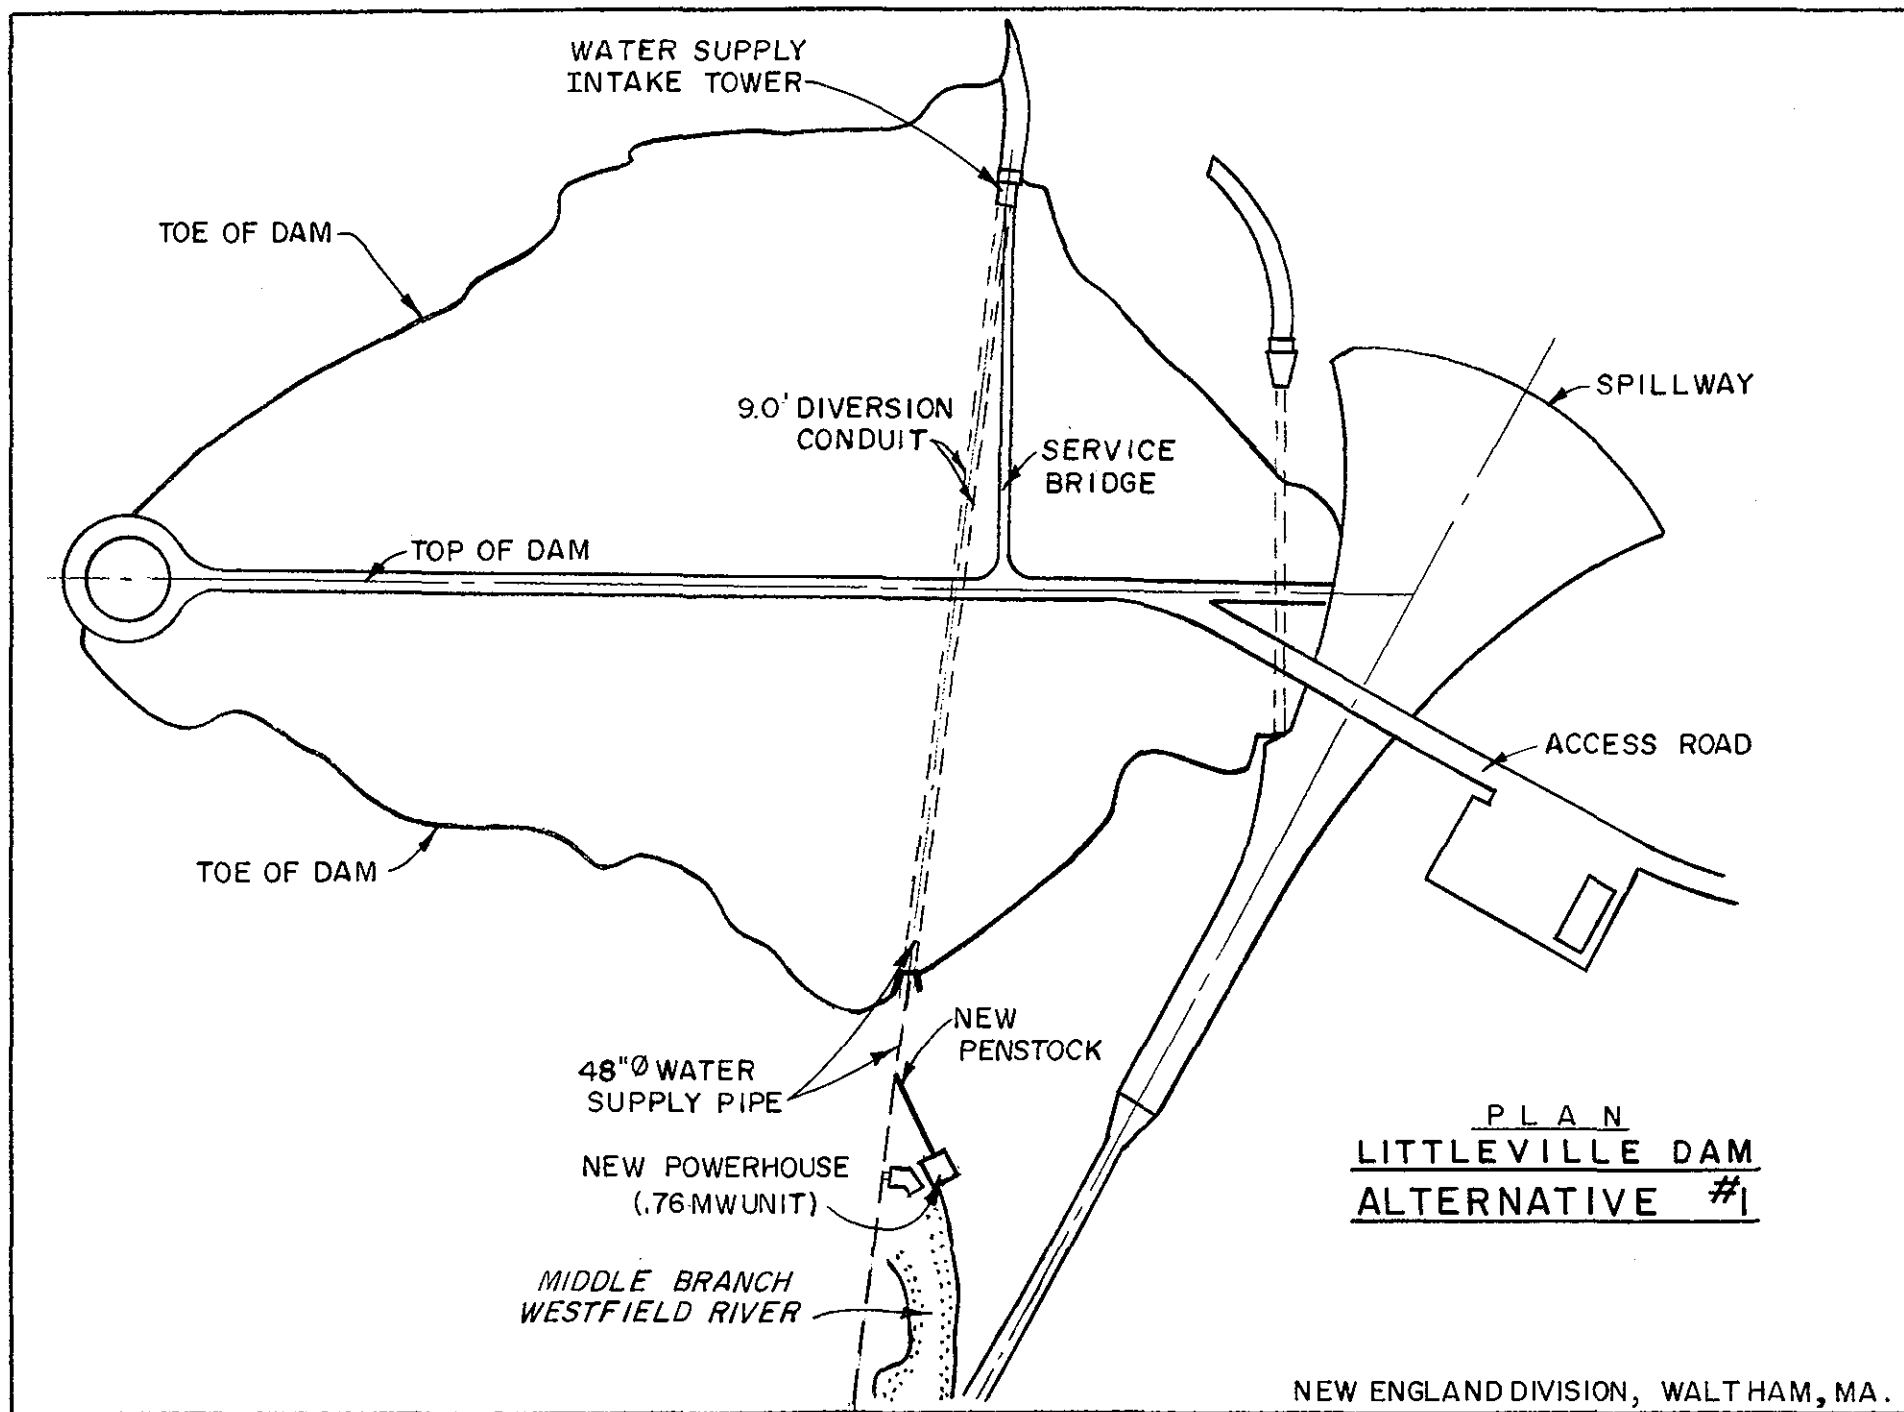 WATER SUPPLY
INTAKE TOWER
TOE OF DAM
SPILLWAY
9.0' DIVERSION
CONDUIT
SERVICE
BRIDGE
TOP OF DAM
ACCESS ROAD
TOE OF DAM
NEW
PENSTOCK
48"Ø WATER
SUPPLY PIPE
NEW POWERHOUSE
(.76 MW UNIT)
MIDDLE BRANCH
WESTFIELD RIVER
PLAN
LITTLEVILLE DAM
ALTERNATIVE #1
NEW ENGLAND DIVISION, WALTHAM, MA.